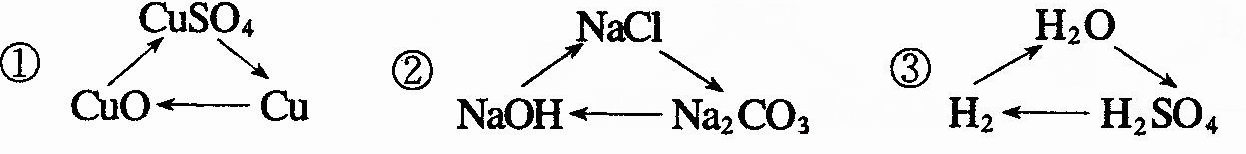 ① CuSO₄
CuO ← Cu
② NaCl
NaOH ← Na₂CO₃
③ H₂O
H₂ ← H₂SO₄